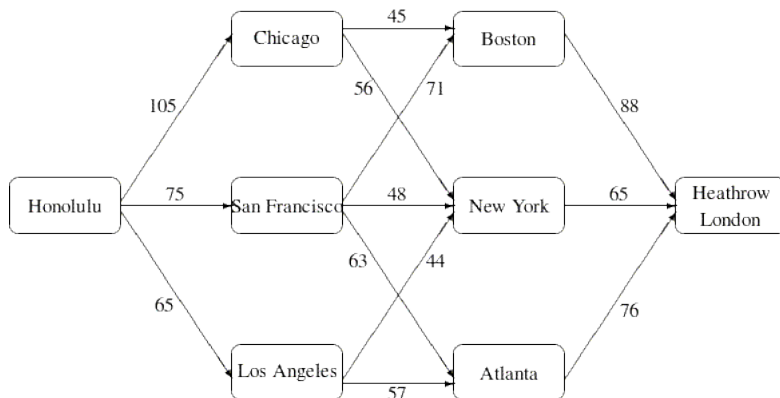 45
Chicago
Boston
56
71
105
88
Honolulu
75
San Francisco
48
New York
65
Heathrow
London
63
44
65
76
Los Angeles
Atlanta
57